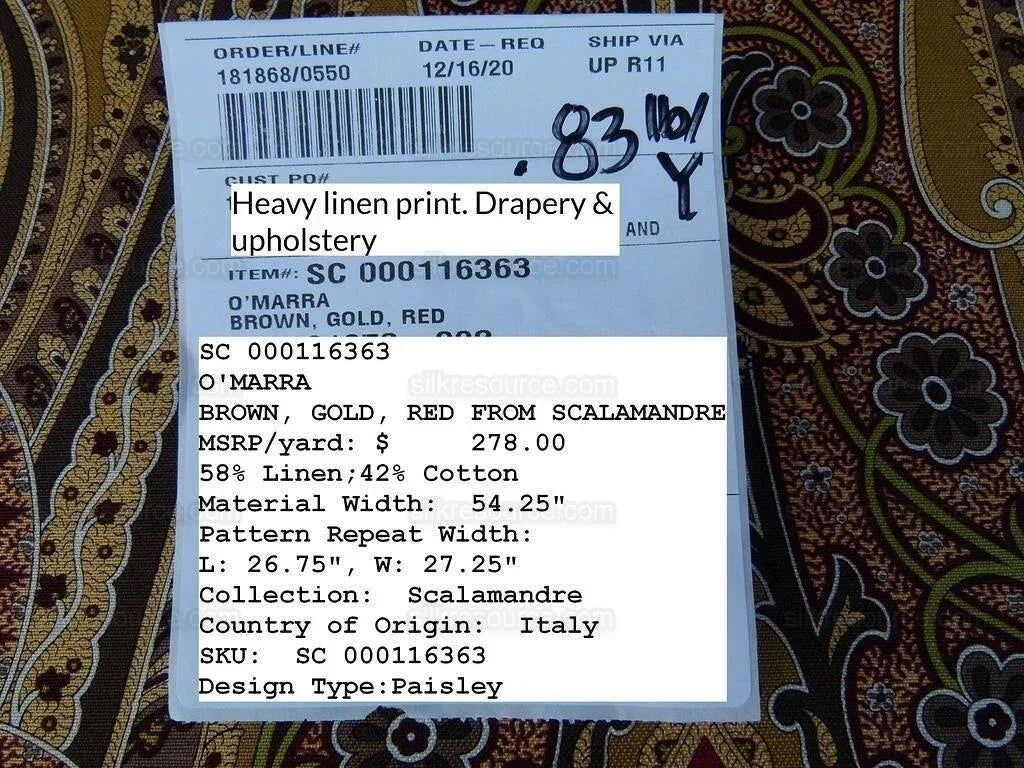 ORDER/LINE# DATE-REQ SHIP VIA
181868/0550 12/16/20 UP R11
.83 lb/
Y
CUST PO#
Heavy linen print. Drapery &
upholstery
AND
ITEM#: SC 000116363
O'MARRA
BROWN, GOLD, RED
SC 000116363
O'MARRA
BROWN, GOLD, RED FROM SCALAMANDRE
MSRP/yard: $ 278.00
58% Linen;42% Cotton
Material Width: 54.25"
Pattern Repeat Width:
L: 26.75", W: 27.25"
Collection: Scalamandre
Country of Origin: Italy
SKU: SC 000116363
Design Type:Paisley
silkresource.com